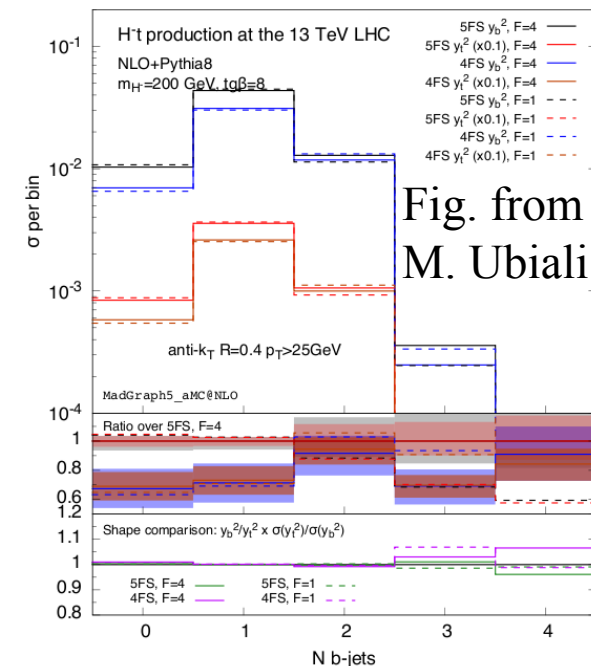 H⁻t production at the 13 TeV LHC
NLO+Pythia8
m_H⁻=200 GeV, tgβ=8
5FS y_b², F=4
5FS y_t² (x0.1), F=4
4FS y_b², F=4
4FS y_t² (x0.1), F=4
5FS y_b², F=1
5FS y_t² (x0.1), F=1
4FS y_b², F=1
4FS y_t² (x0.1), F=1
10⁻¹
10⁻²
10⁻³
10⁻⁴
σ per bin
Fig. from
M. Ubiali
anti-k_T R=0.4 p_T>25GeV
MadGraph5_aMC@NLO
Ratio over 5FS, F=4
1
0.8
0.6
1.2
Shape comparison: y_b²/y_t² x σ(y_t²)/σ(y_b²)
1.1
1
0.9
0.8
5FS, F=4
5FS, F=1
4FS, F=4
4FS, F=1
0 1 2 3 4
N b-jets